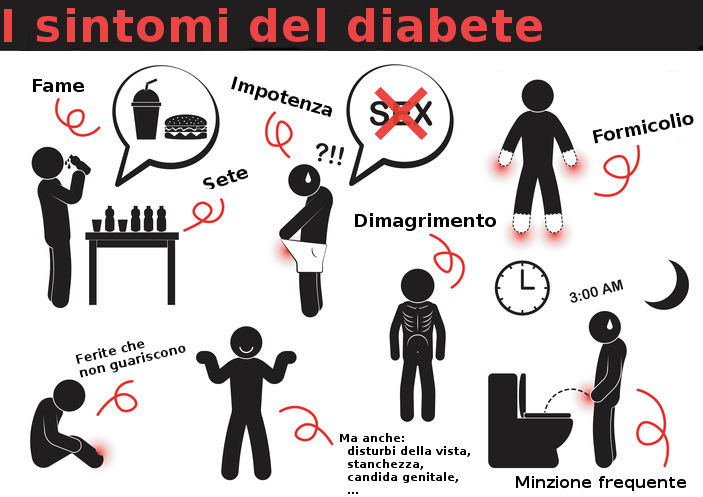 I sintomi del diabete
Fame
Impotenza
SEX
?!!
Formicolio
Sete
Dimagrimento
3:00 AM
Ferite che
non guariscono
Ma anche:
disturbi della vista,
stanchezza,
candida genitale,
...
Minzione frequente